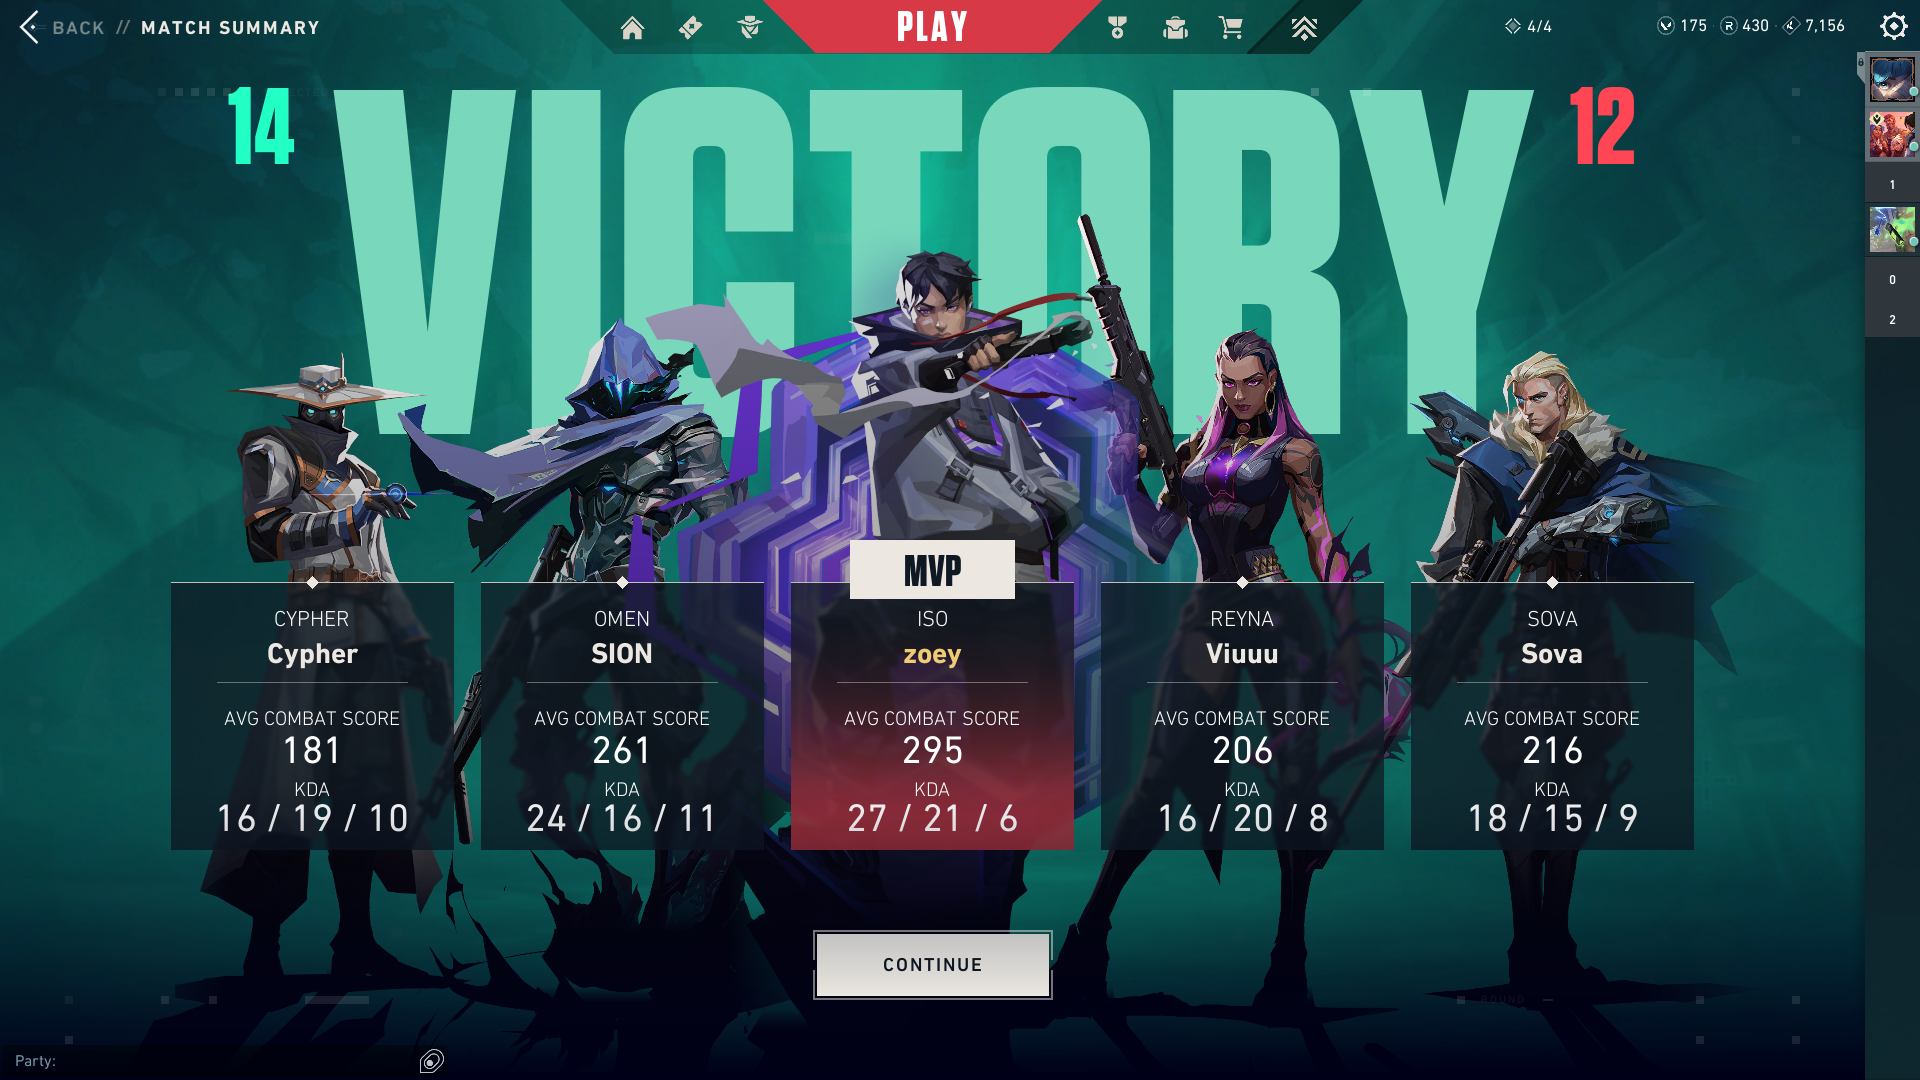 BACK // MATCH SUMMARY
PLAY
4/4
175
R 430
7,156
14
VICTORY
12
1
0
2
MVP
CYPHER
Cypher
AVG COMBAT SCORE
181
KDA
16 / 19 / 10
OMEN
SION
AVG COMBAT SCORE
261
KDA
24 / 16 / 11
ISO
zoey
AVG COMBAT SCORE
295
KDA
27 / 21 / 6
REYNA
Viuuu
AVG COMBAT SCORE
206
KDA
16 / 20 / 8
SOVA
Sova
AVG COMBAT SCORE
216
KDA
18 / 15 / 9
CONTINUE
ROUND
Party: